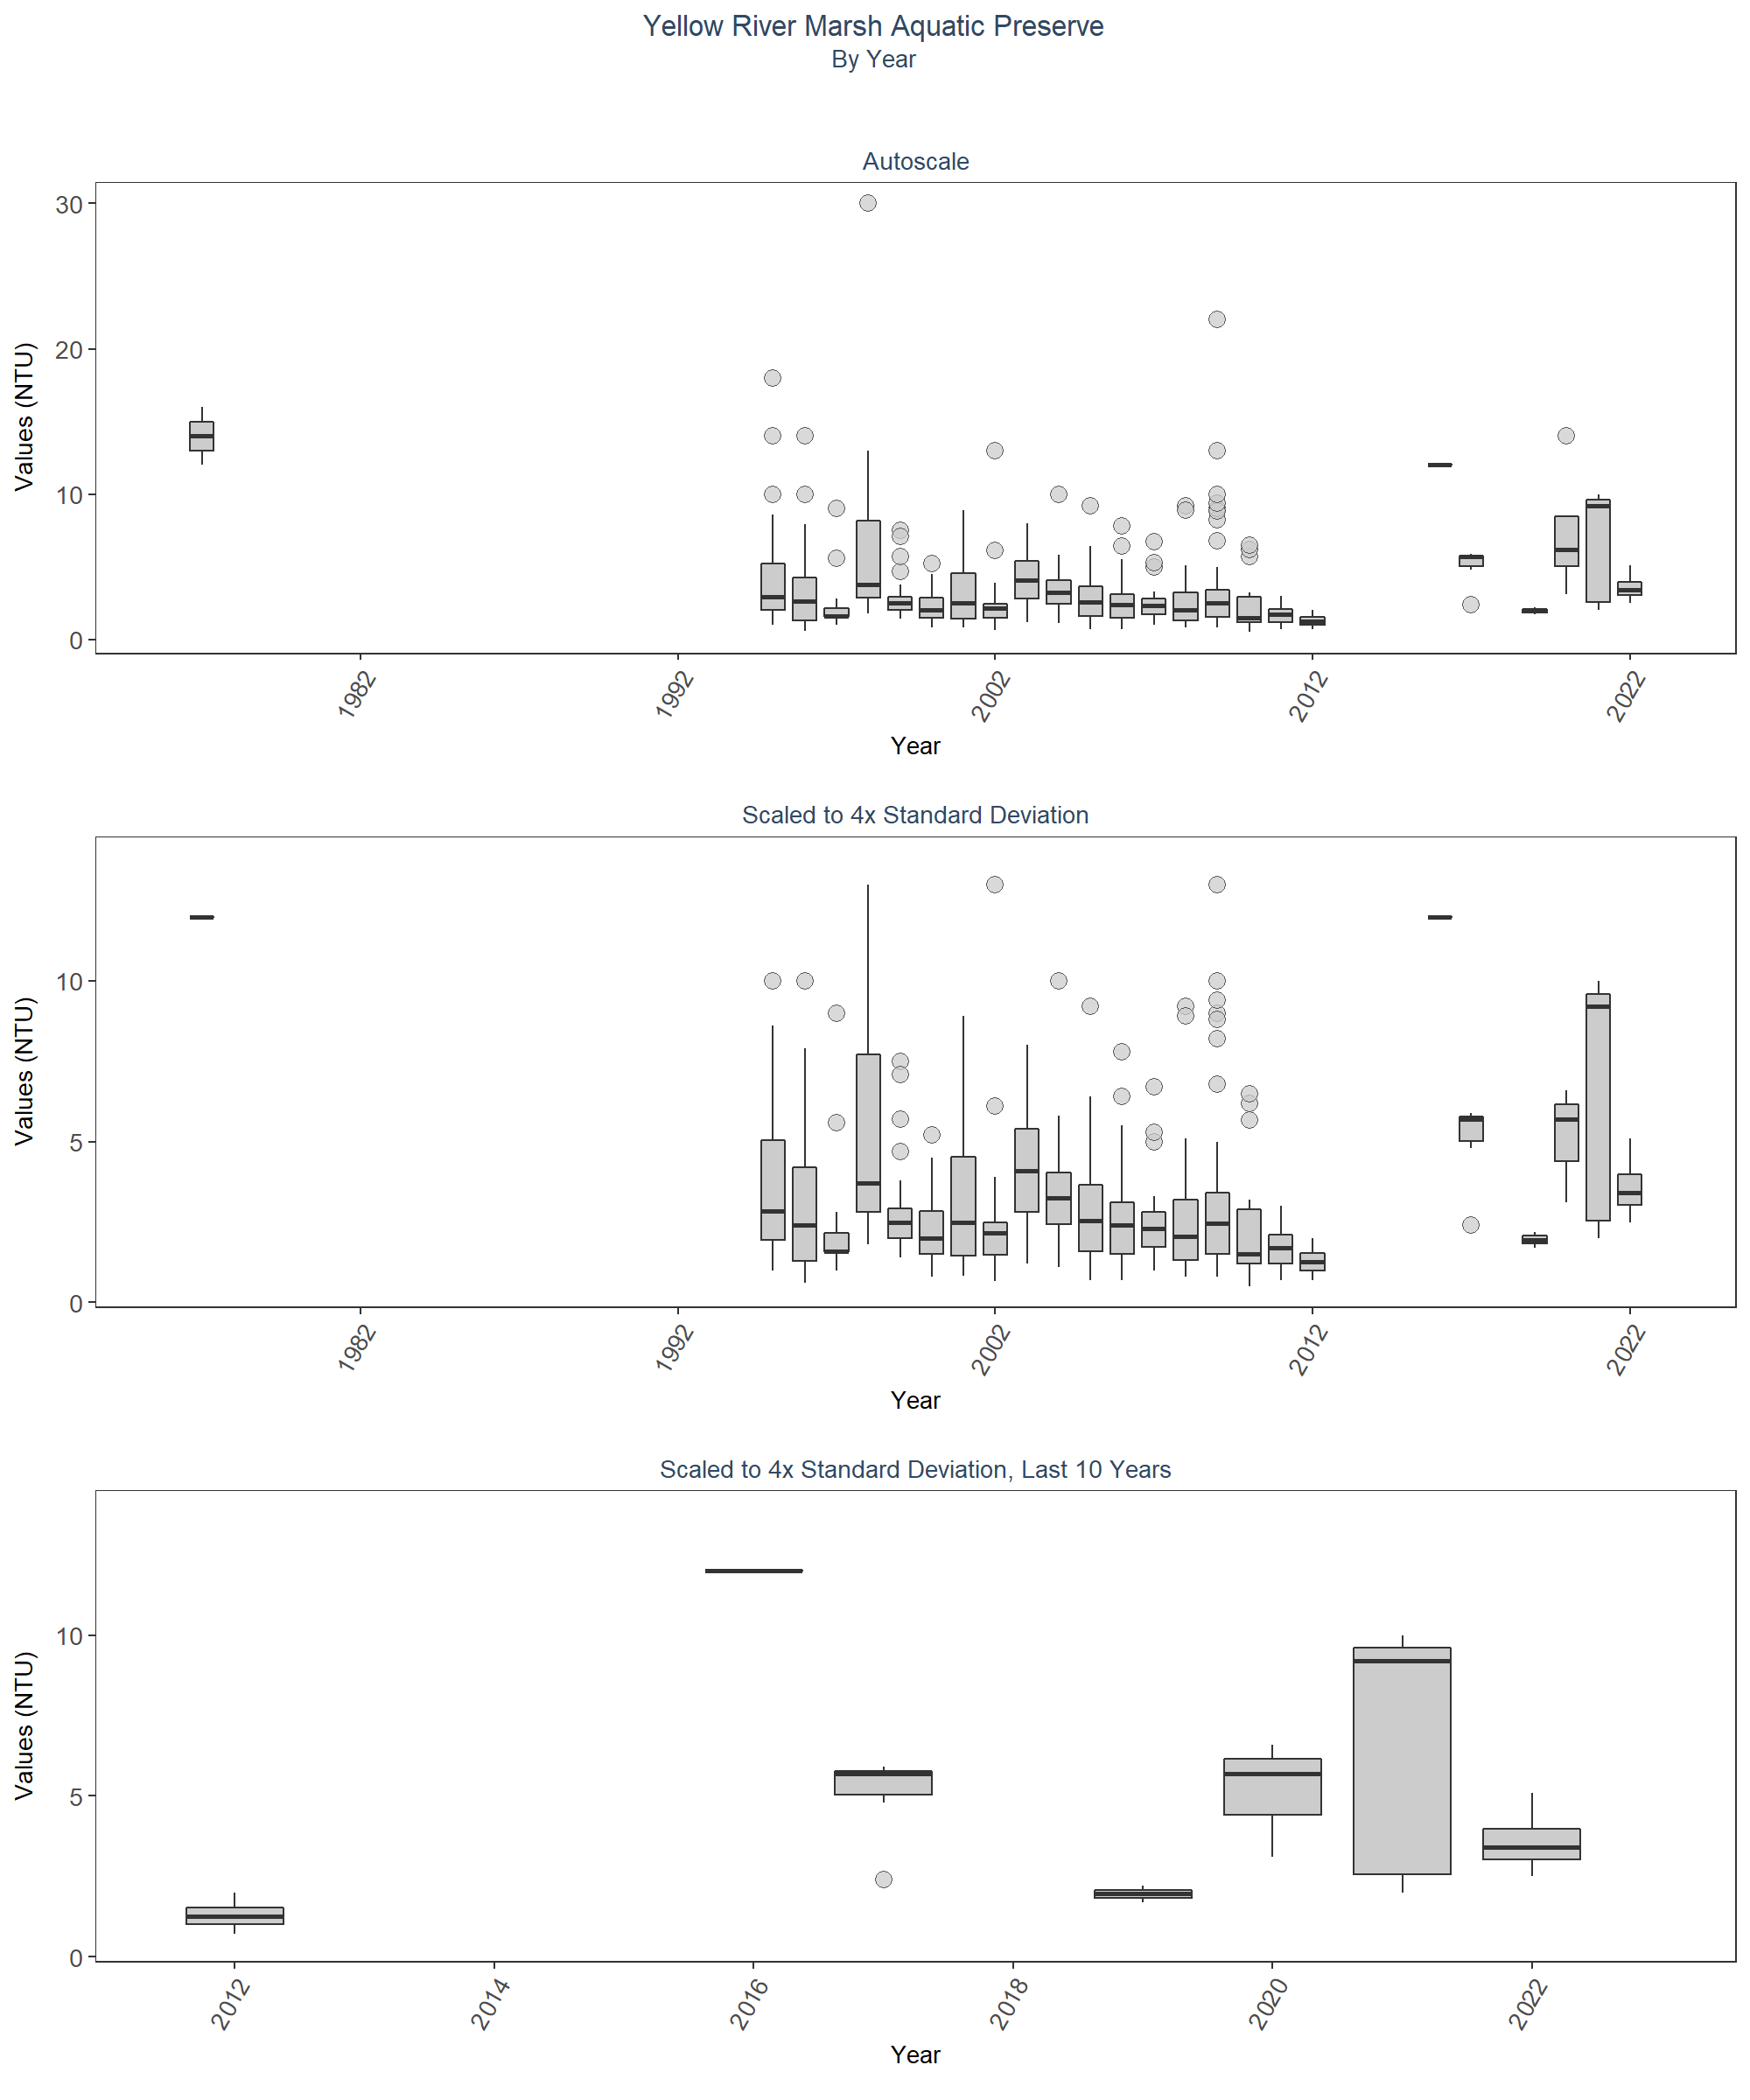 Yellow River Marsh Aquatic Preserve
By Year
Autoscale
Values (NTU)
30
20
10
0
1982
1992
2002
2012
2022
Year
Scaled to 4x Standard Deviation
Values (NTU)
10
5
0
1982
1992
2002
2012
2022
Year
Scaled to 4x Standard Deviation, Last 10 Years
Values (NTU)
10
5
0
2012
2014
2016
2018
2020
2022
Year